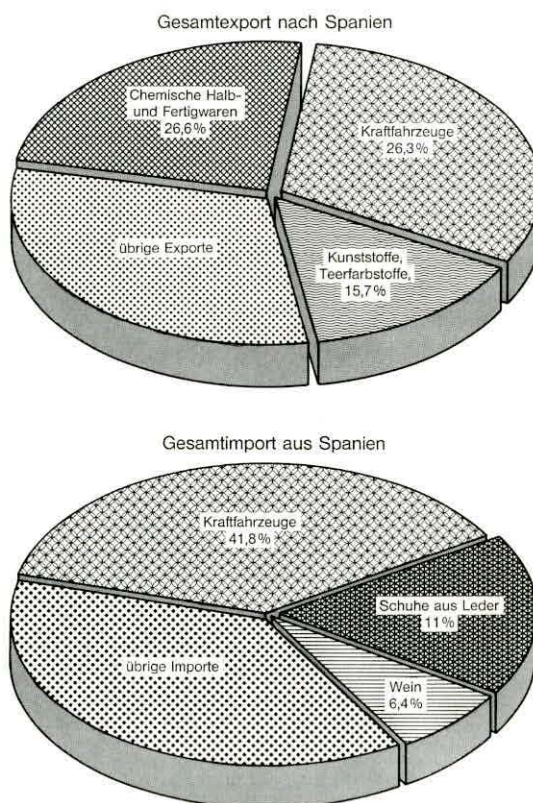 Gesamtexport nach Spanien
Chemische Halb-
und Fertigwaren
26,6%
Kraftfahrzeuge
26,3%
übrige Exporte
Kunststoffe,
Teerfarbstoffe,
15,7%
Gesamtimport aus Spanien
Kraftfahrzeuge
41,8%
Schuhe aus Leder
11%
übrige Importe
Wein
6,4%